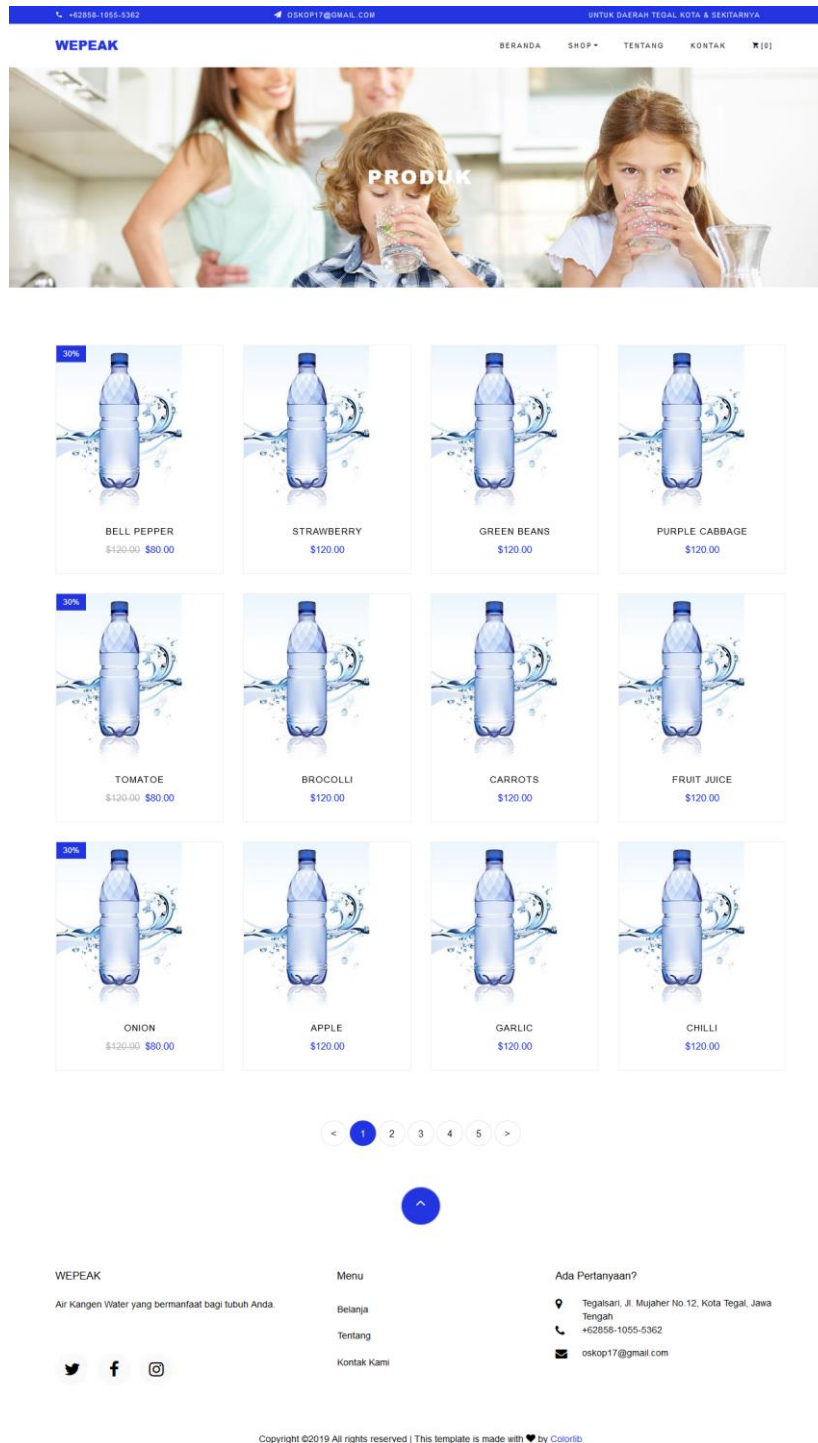 +62858-1055-5362
OSKOP17@GMAIL.COM
UNTUK DAERAH TEGAL KOTA & SEKITARNYA
WEPEAK
BERANDA SHOP TENTANG KONTAK [0]
PRODUK
30%
BELL PEPPER
$120.00 $80.00
STRAWBERRY
$120.00
GREEN BEANS
$120.00
PURPLE CABBAGE
$120.00
30%
TOMATOE
$120.00 $80.00
BROCOLLI
$120.00
CARROTS
$120.00
FRUIT JUICE
$120.00
30%
ONION
$120.00 $80.00
APPLE
$120.00
GARLIC
$120.00
CHILLI
$120.00
< 1 2 3 4 5 >
WEPEAK
Air Kangen Water yang bermanfaat bagi tubuh Anda.
Menu
Belanja
Tentang
Kontak Kami
Ada Pertanyaan?
Tegalsari, Jl. Mujaher No.12, Kota Tegal, Jawa
Tengah
+62858-1055-5362
oskop17@gmail.com
Copyright ©2019 All rights reserved | This template is made with ♥ by Colorlib